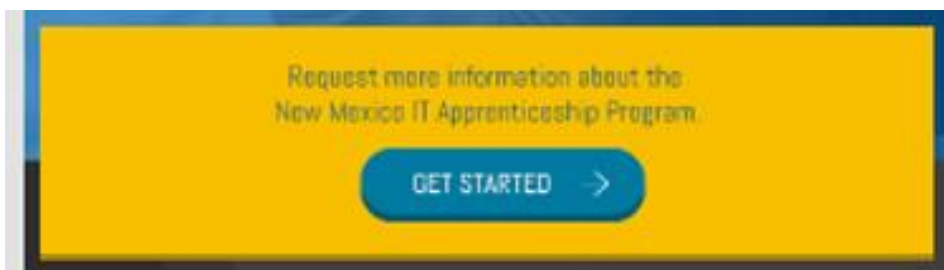 Request more information about the
New Mexico IT Apprenticeship Program.
GET STARTED